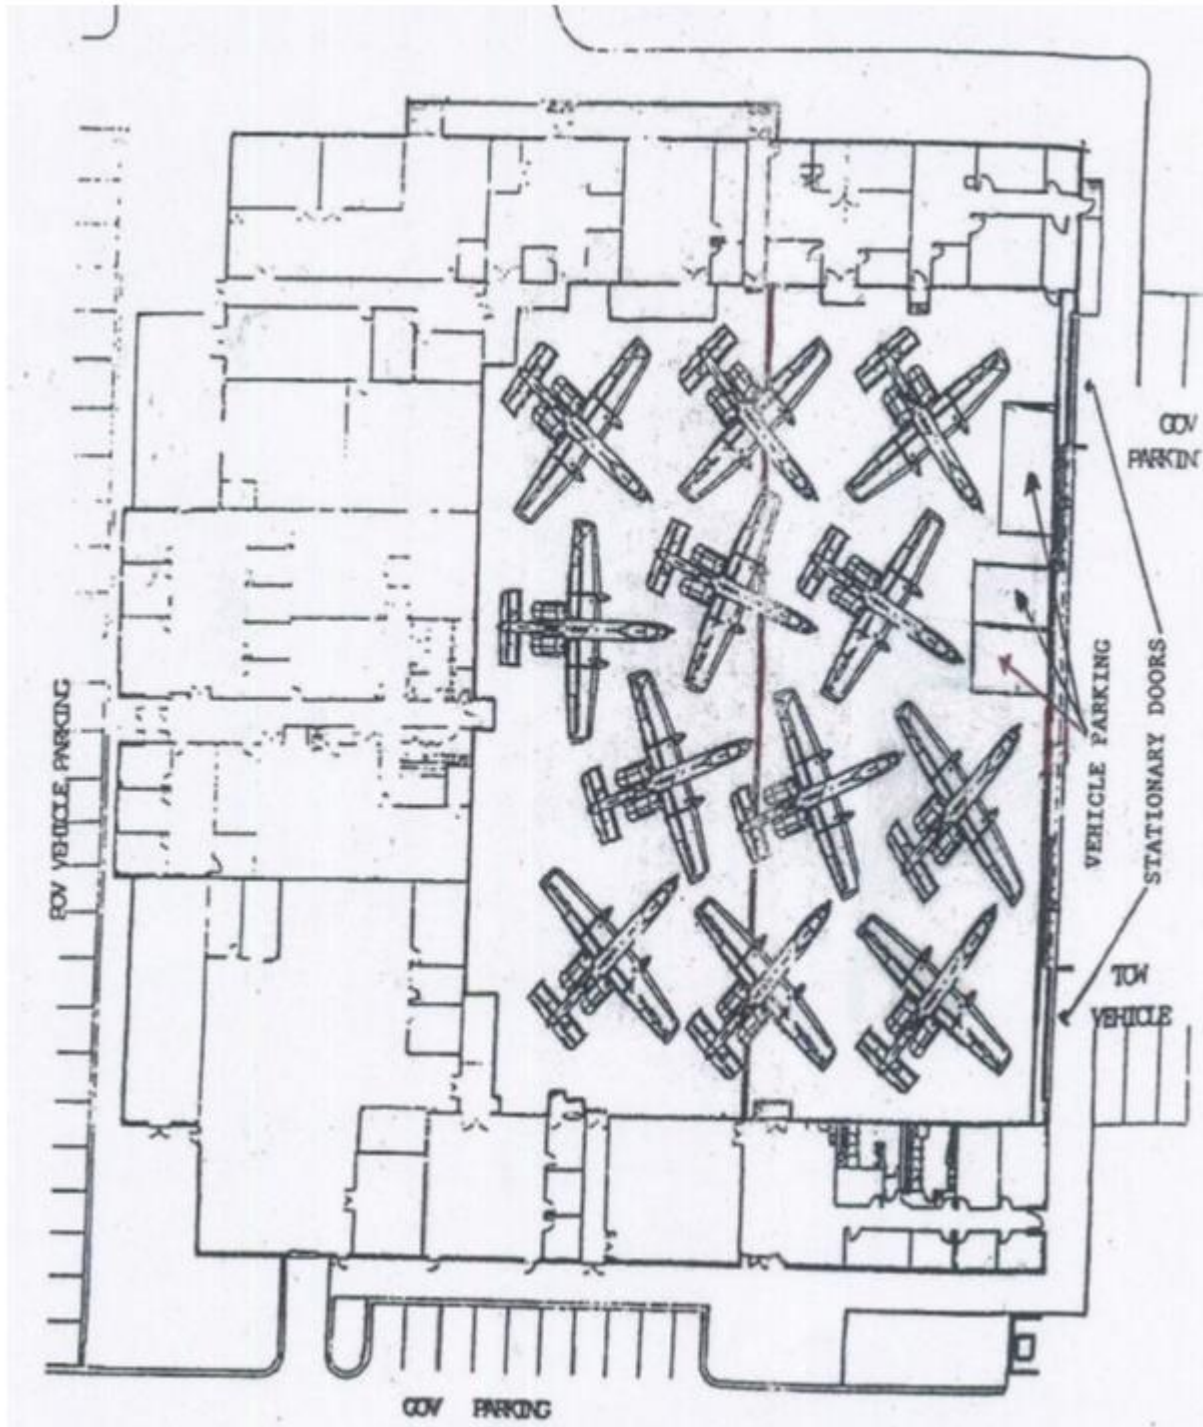 GOV
PARKIN
POV VEHICLE PARKING
VEHICLE PARKING
STATIONARY DOORS
TOW
VEHICLE
GOV PARKING